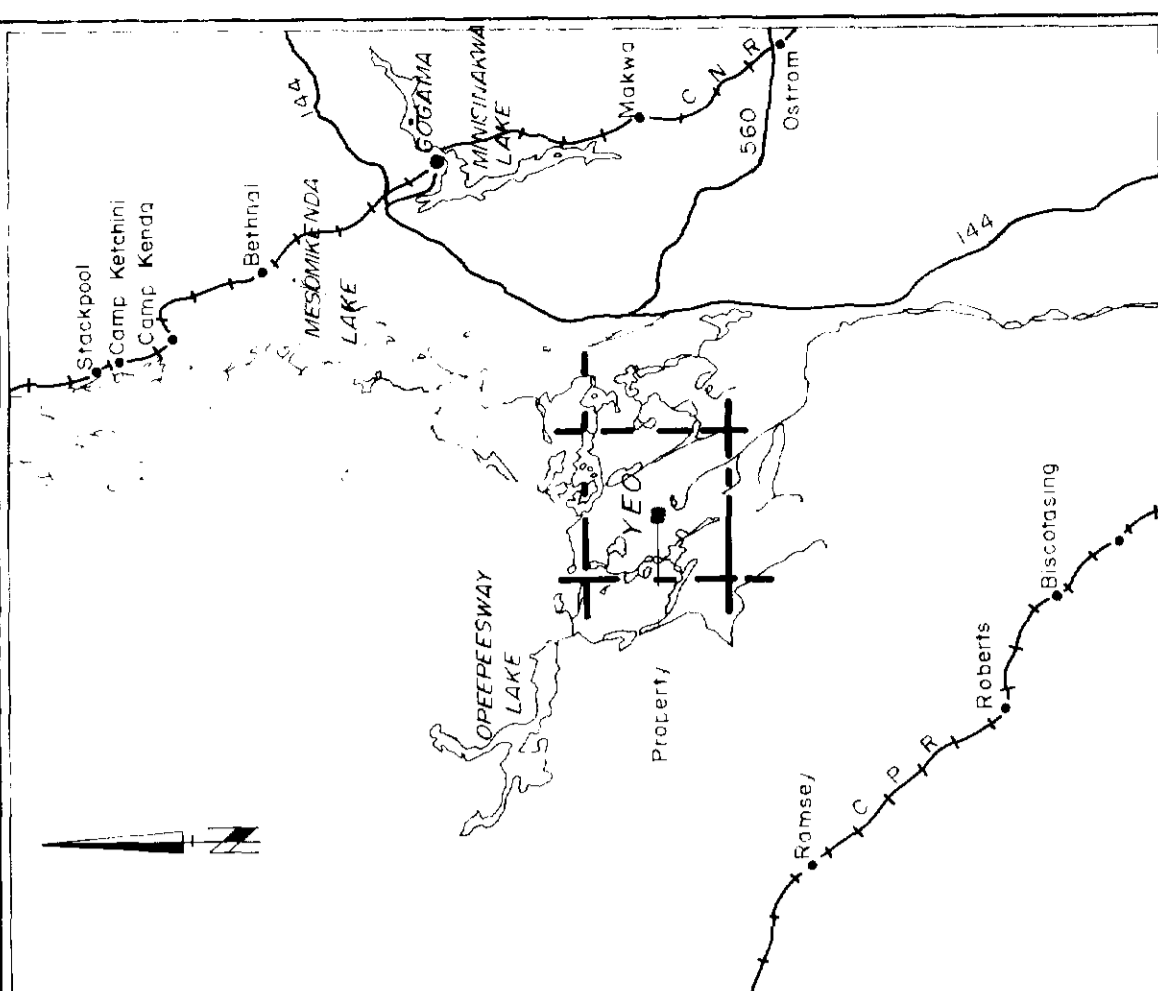 144
GOGAMA
MINISINAKWA
LAKE
Makwa
C N R
560
Ostrom
144
Stackpool
Camp Ketchini
Camp Kenda
Bethnal
MESOMIKENDA
LAKE
YEO
OPEEPEESWAY
LAKE
Property
Biscotasing
Roberts
C P R
Ramsey
N